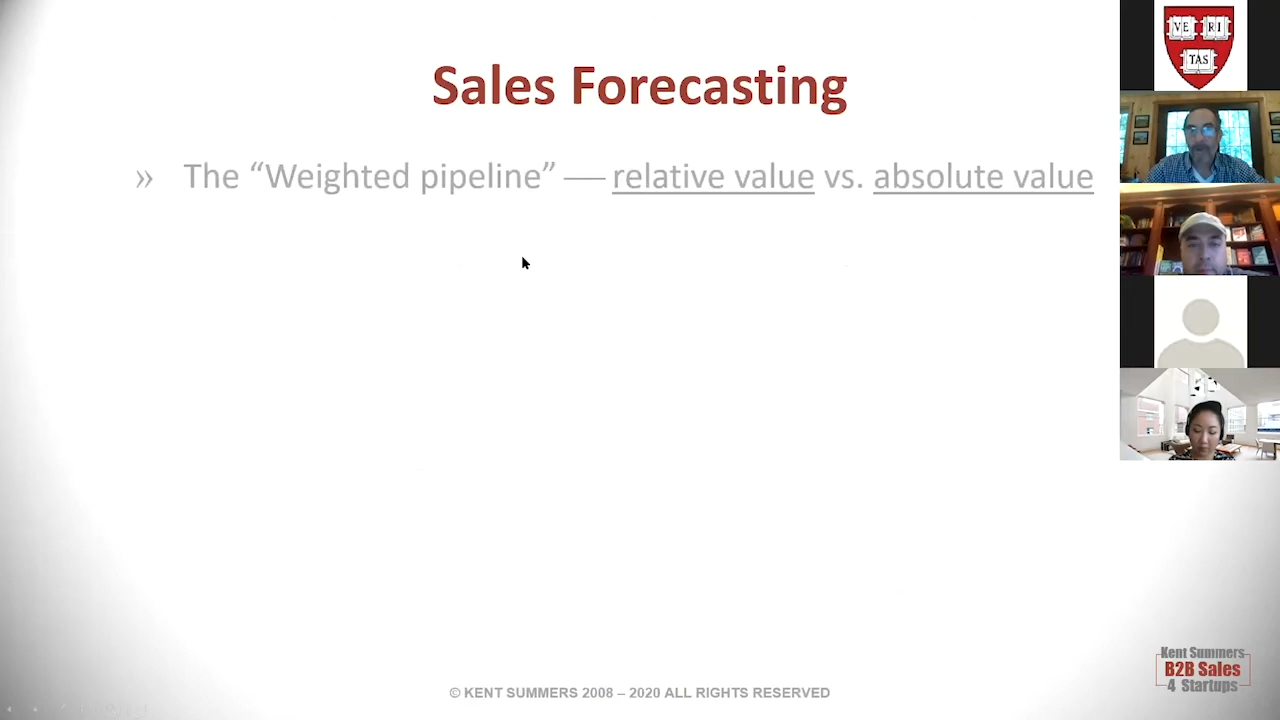 Sales Forecasting
» The “Weighted pipeline” — relative value vs. absolute value
VE RI
TAS
Kent Summers
B2B Sales
4 Startups
© KENT SUMMERS 2008 – 2020 ALL RIGHTS RESERVED